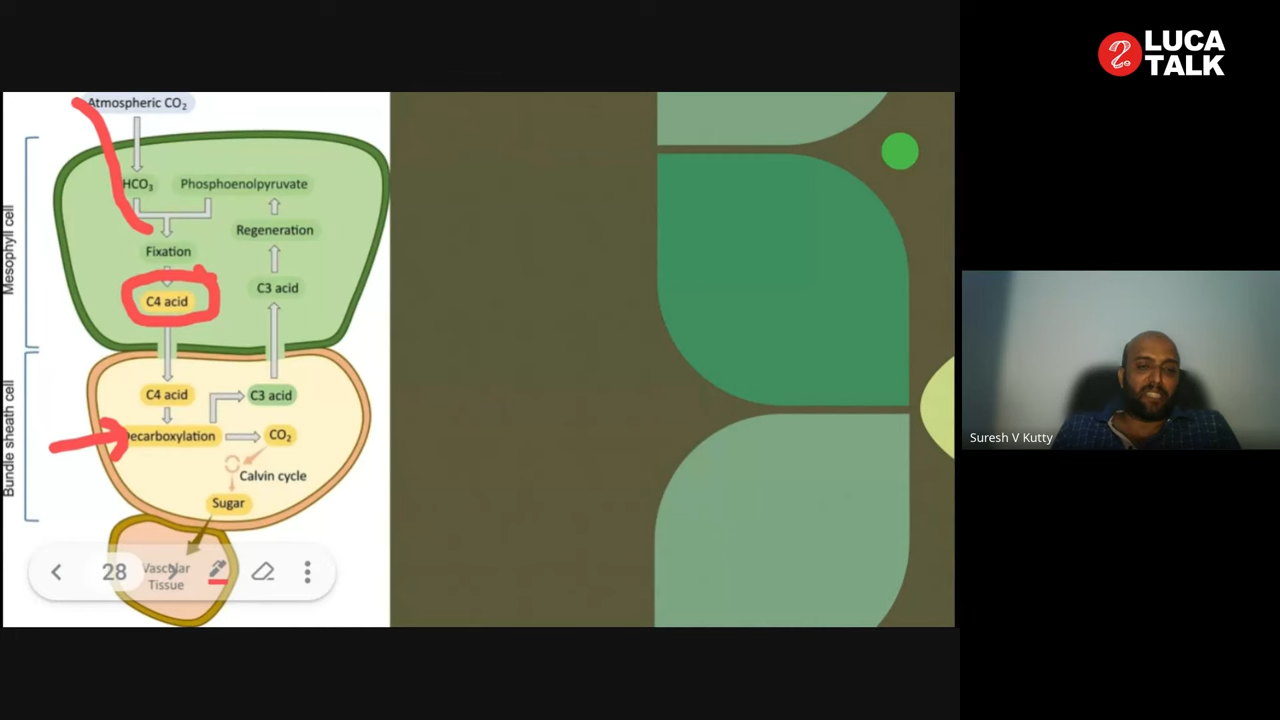 LUCA
TALK
Atmospheric CO₂
Mesophyll cell
HCO₃
Phosphoenolpyruvate
Regeneration
Fixation
C3 acid
C4 acid
Bundle sheath cell
C4 acid
C3 acid
Decarboxylation
CO₂
Calvin cycle
Sugar
28
Vascular
Tissue
Suresh V Kutty